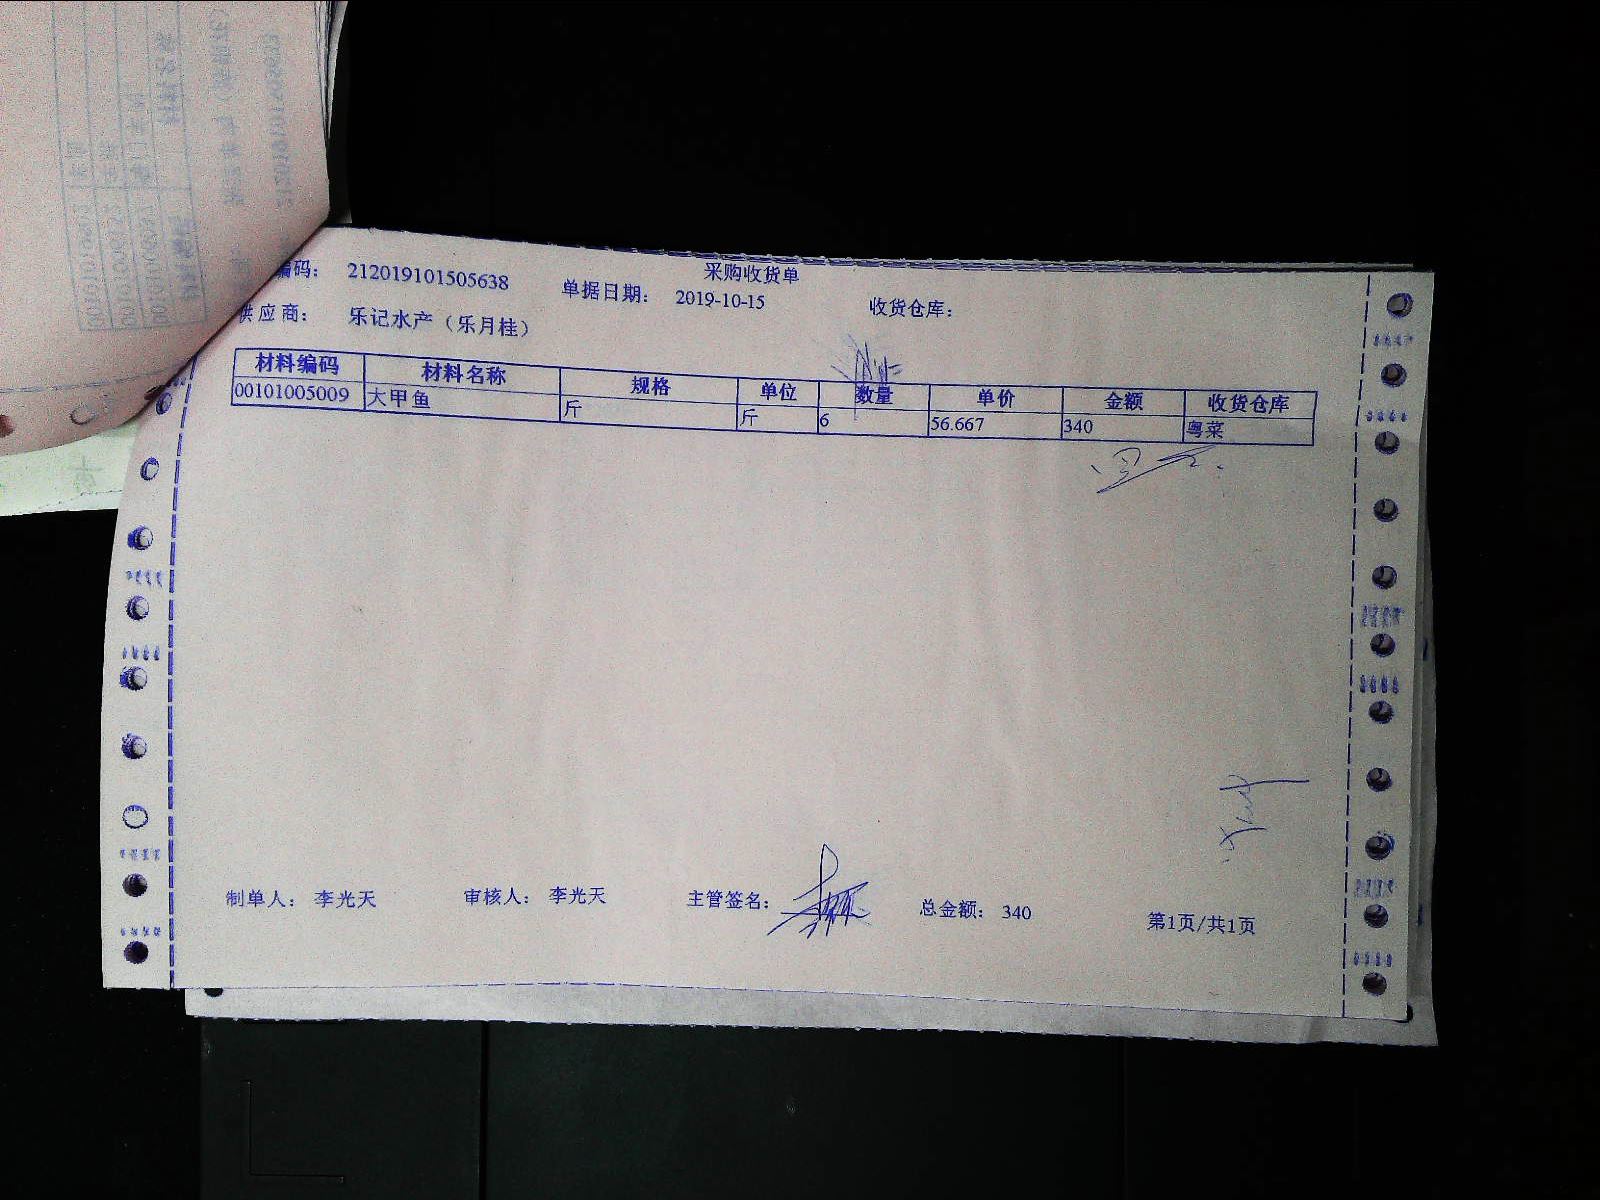 采购收货单
编码： 212019101505638 单据日期： 2019-10-15 收货仓库：
供应商： 乐记水产（乐月桂）
材料编码 材料名称 规格 单位 数量 单价 金额 收货仓库
00101005009 大甲鱼 斤 斤 6 56.667 340 粤菜
制单人： 李光天 审核人： 李光天 主管签名： 总金额： 340 第1页/共1页